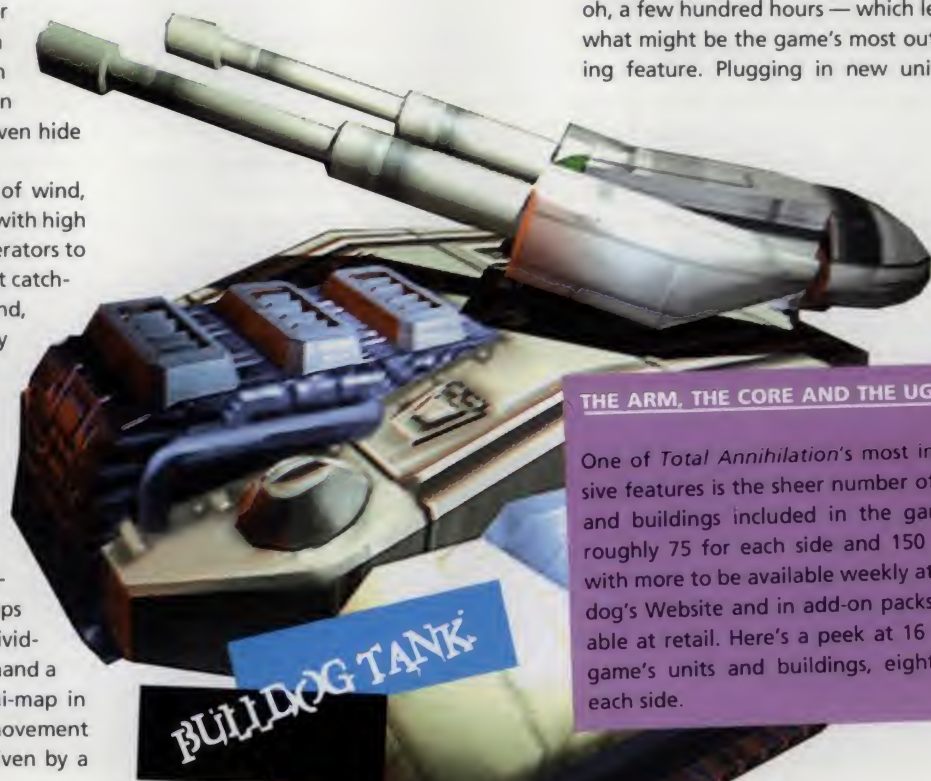 r
n
n
n
ven hide
of wind,
with high
erators to
t catch-
nd,
y
-
ps
ivid-
hand a
i-map in
ovement
ven by a
oh, a few hundred hours — which le
what might be the game's most out
ing feature. Plugging in new uni
BULLDOG TANK
THE ARM, THE CORE AND THE UG
One of Total Annihilation's most in
sive features is the sheer number of
and buildings included in the ga
roughly 75 for each side and 150
with more to be available weekly at
dog's Website and in add-on packs
able at retail. Here's a peek at 16
game's units and buildings, eight
each side.